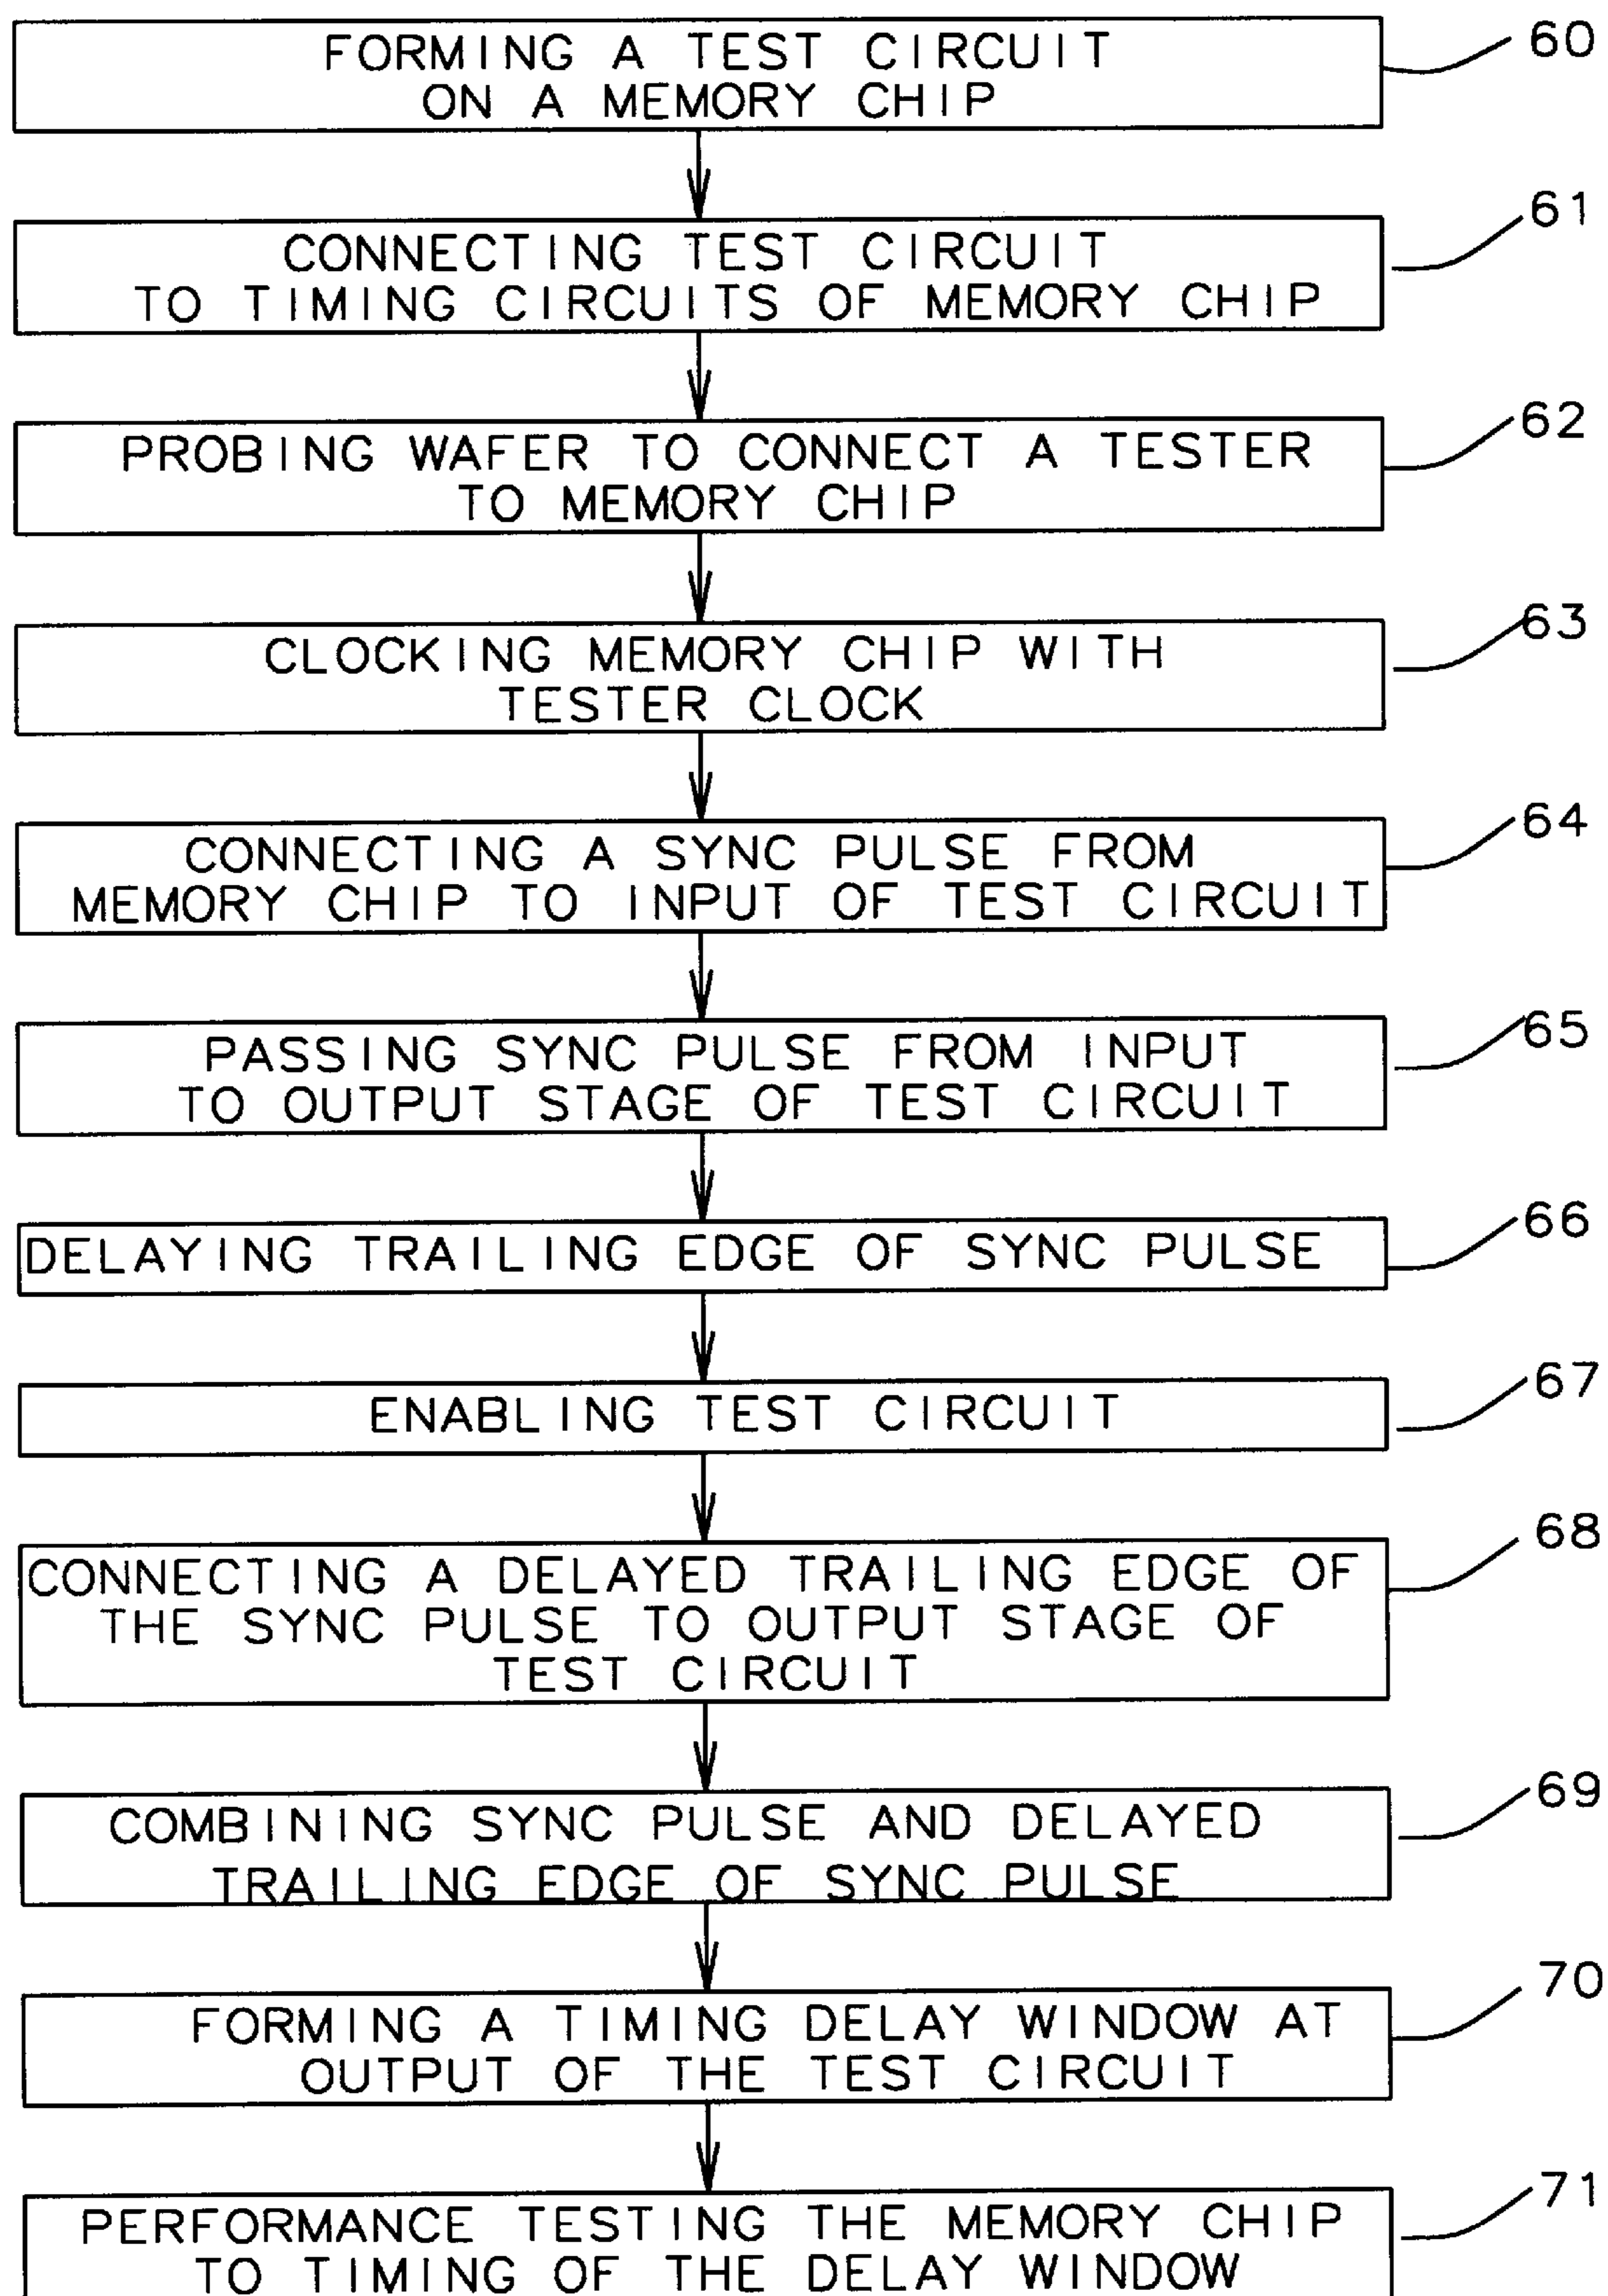 FORMING A TEST CIRCUIT
ON A MEMORY CHIP
60
CONNECTING TEST CIRCUIT
TO TIMING CIRCUITS OF MEMORY CHIP
61
PROBING WAFER TO CONNECT A TESTER
TO MEMORY CHIP
62
CLOCKING MEMORY CHIP WITH
TESTER CLOCK
63
CONNECTING A SYNC PULSE FROM
MEMORY CHIP TO INPUT OF TEST CIRCUIT
64
PASSING SYNC PULSE FROM INPUT
TO OUTPUT STAGE OF TEST CIRCUIT
65
DELAYING TRAILING EDGE OF SYNC PULSE
66
ENABLING TEST CIRCUIT
67
CONNECTING A DELAYED TRAILING EDGE OF
THE SYNC PULSE TO OUTPUT STAGE OF
TEST CIRCUIT
68
COMBINING SYNC PULSE AND DELAYED
TRAILING EDGE OF SYNC PULSE
69
FORMING A TIMING DELAY WINDOW AT
OUTPUT OF THE TEST CIRCUIT
70
PERFORMANCE TESTING THE MEMORY CHIP
TO TIMING OF THE DELAY WINDOW
71